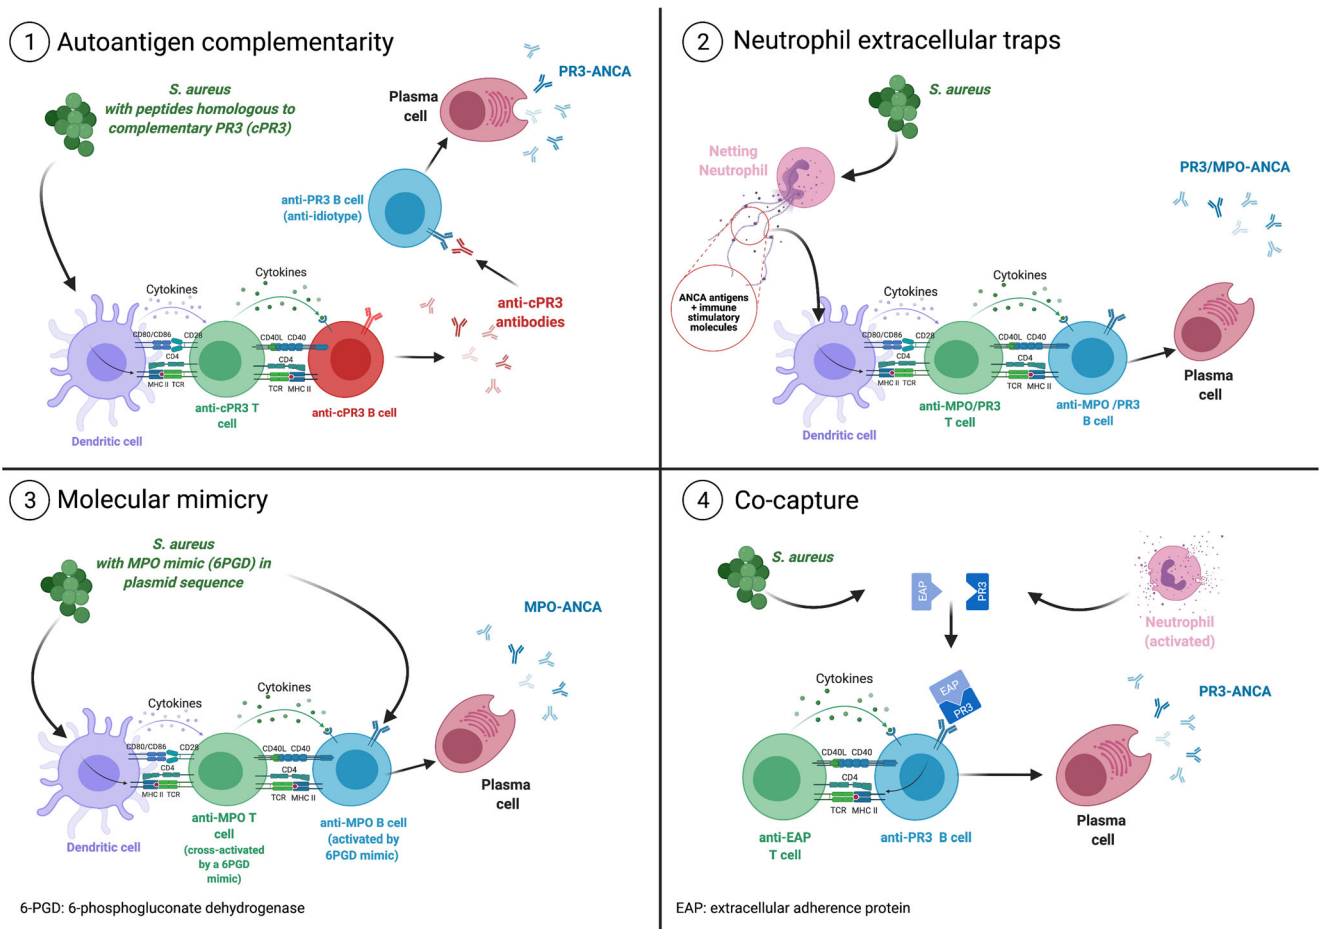 1 Autoantigen complementarity
S. aureus
with peptides homologous to
complementary PR3 (cPR3)
PR3-ANCA
Plasma
cell
anti-PR3 B cell
(anti-idiotype)
anti-cPR3
antibodies
Cytokines
Cytokines
CD80/CD86
CD28
CD4
MHC II TCR
CD40L CD40
CD4
TCR MHC II
anti-cPR3 T
cell
anti-cPR3 B cell
Dendritic cell
2 Neutrophil extracellular traps
S. aureus
Netting
Neutrophil
PR3/MPO-ANCA
ANCA antigens
+ immune
stimulatory
molecules
Cytokines
Cytokines
CD80/CD86
CD28
CD4
MHC II TCR
CD40L CD40
CD4
TCR MHC II
Plasma
cell
anti-MPO/PR3
T cell
anti-MPO /PR3
B cell
Dendritic cell
3 Molecular mimicry
S. aureus
with MPO mimic (6PGD) in
plasmid sequence
MPO-ANCA
Cytokines
Cytokines
CD80/CD86
CD28
CD4
MHC II TCR
CD40L CD40
CD4
TCR MHC II
Plasma
cell
anti-MPO T
cell
(cross-activated
by a 6PGD
mimic)
anti-MPO B cell
(activated by
6PGD mimic)
Dendritic cell
6-PGD: 6-phosphogluconate dehydrogenase
4 Co-capture
S. aureus
EAP
PR3
Neutrophil
(activated)
Cytokines
EAP
PR3
PR3-ANCA
CD40L CD40
CD4
TCR MHC II
Plasma
cell
anti-EAP
T cell
anti-PR3 B cell
EAP: extracellular adherence protein